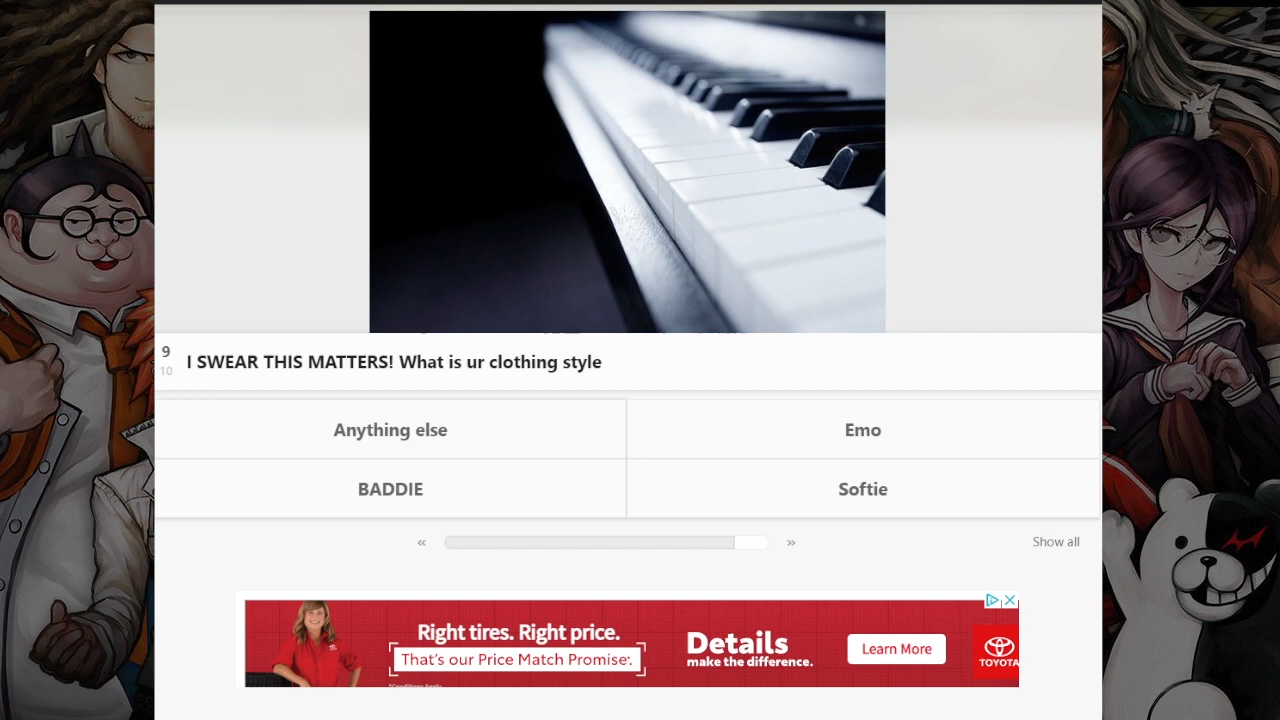 9
10
I SWEAR THIS MATTERS! What is ur clothing style
Anything else
Emo
BADDIE
Softie
«
»
Show all
Right tires. Right price.
That's our Price Match Promise*.
Details
make the difference.
Learn More
TOYOTA